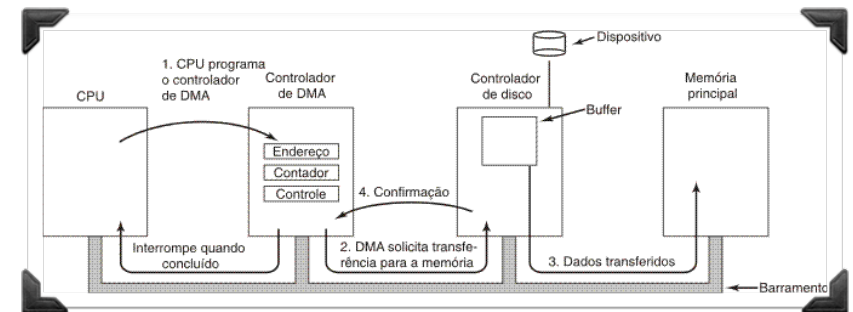 Dispositivo
1. CPU programa
o controlador
de DMA
CPU
Controlador
de DMA
Controlador
de disco
Memória
principal
Buffer
Endereço
Contador
Controle
4. Confirmação
Interrompe quando
concluído
2. DMA solicita transfe-
rência para a memória
3. Dados transferidos
Barramento